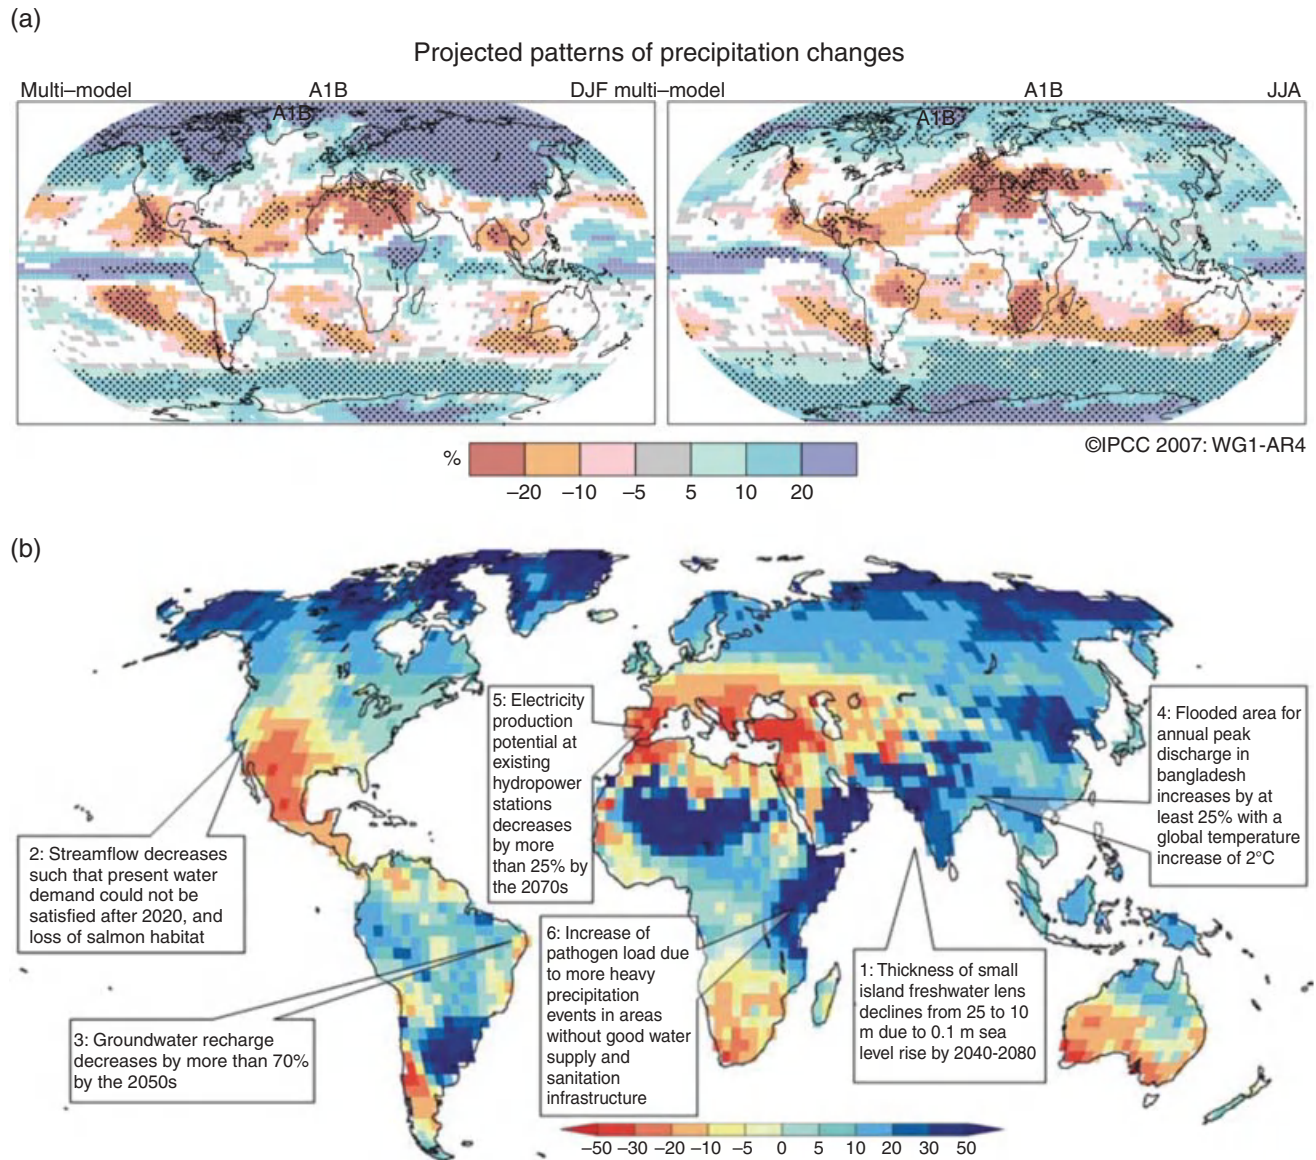 (a)
Projected patterns of precipitation changes
Multi–model A1B DJF multi–model A1B JJA
A1B A1B
©IPCC 2007: WG1-AR4
%
–20 –10 –5 5 10 20
(b)
5: Electricity
production
potential at
existing
hydropower
stations
decreases
by more
than 25% by
the 2070s
4: Flooded area for
annual peak
discharge in
bangladesh
increases by at
least 25% with a
global temperature
increase of 2°C
2: Streamflow decreases
such that present water
demand could not be
satisfied after 2020, and
loss of salmon habitat
6: Increase of
pathogen load due
to more heavy
precipitation
events in areas
without good water
supply and
sanitation
infrastructure
1: Thickness of small
island freshwater lens
declines from 25 to 10
m due to 0.1 m sea
level rise by 2040-2080
3: Groundwater recharge
decreases by more than 70%
by the 2050s
–50 –30 –20 –10 –5 0 5 10 20 30 50